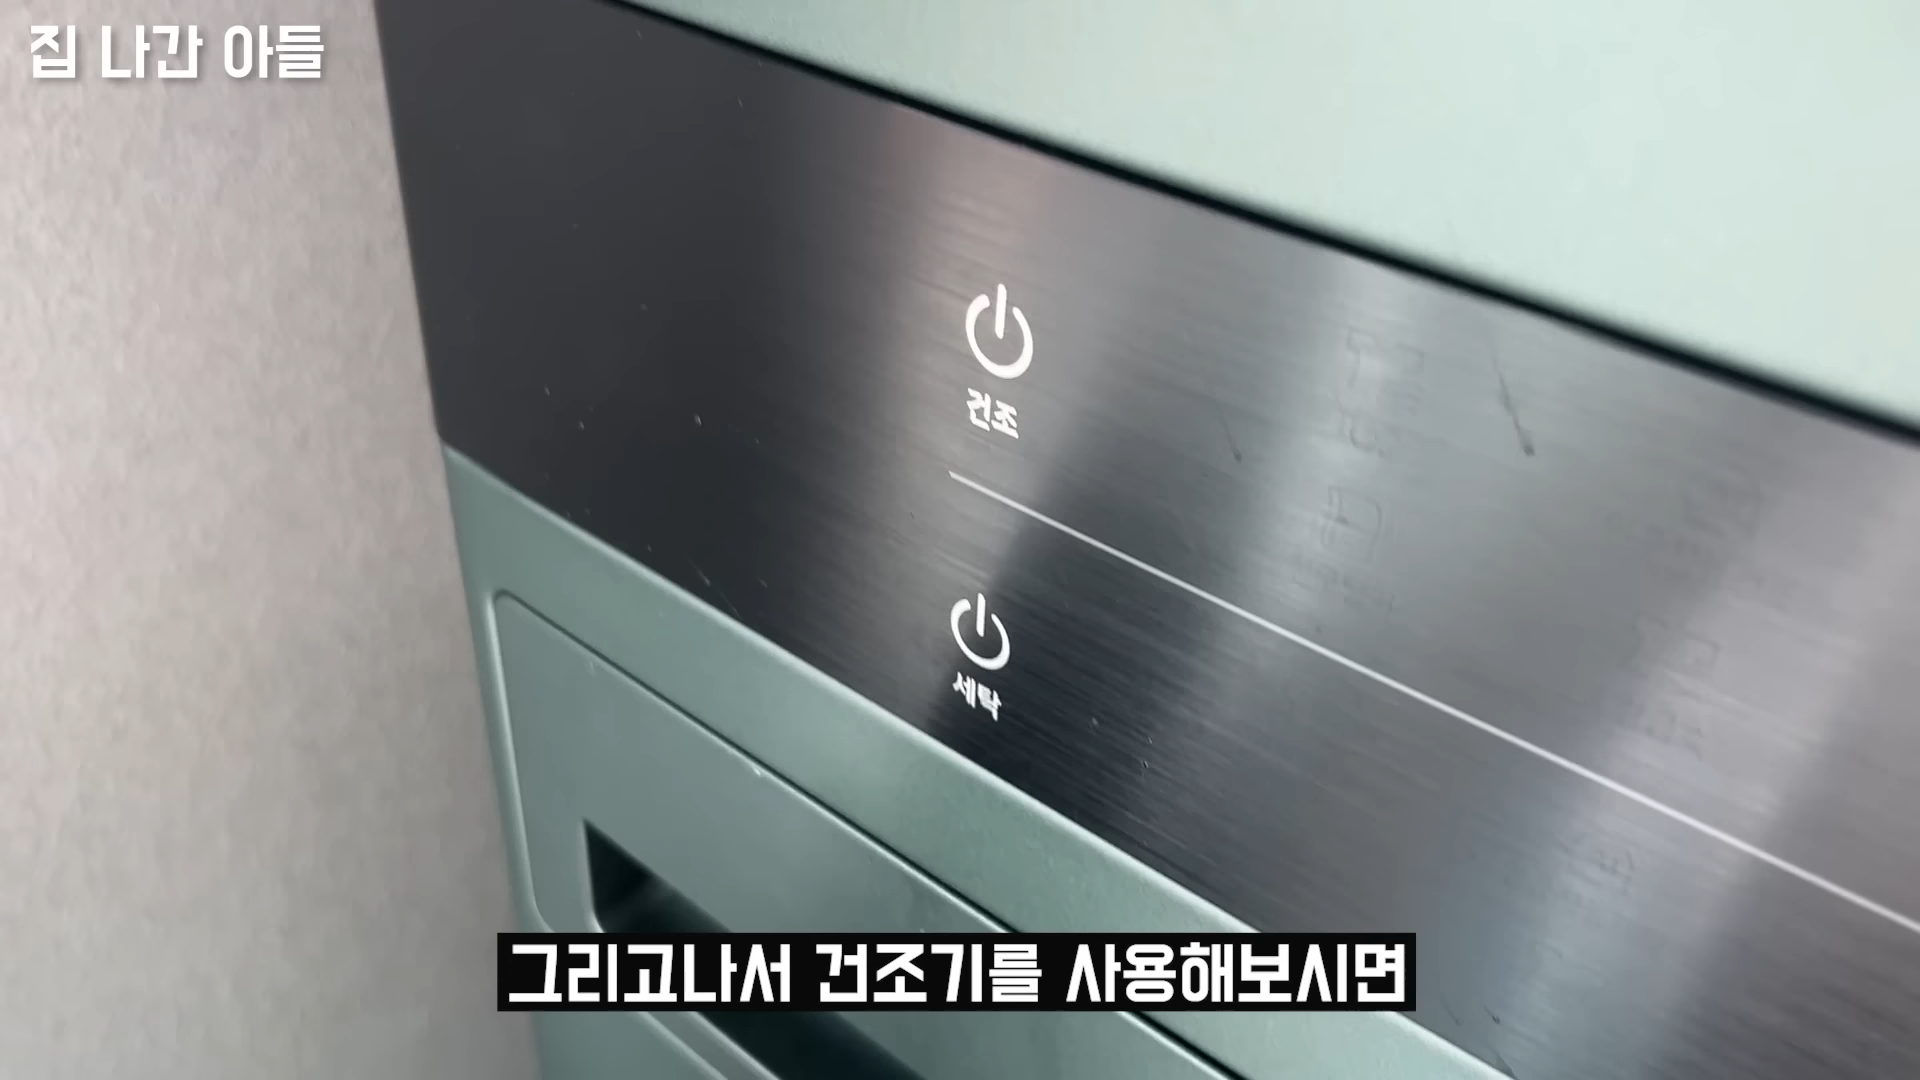 집 나간 아들
건조
세탁
그리고나서 건조기를 사용해보시면